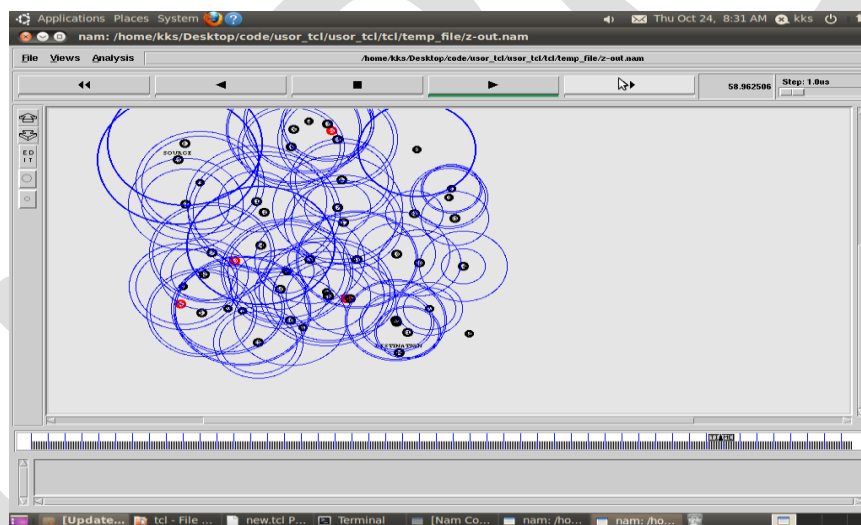 Applications Places System Thu Oct 24, 8:31 AM kks
nam: /home/kks/Desktop/code/usor_tcl/tcl/temp_file/z-out.nam
File Views Analysis /home/kks/Desktop/code/usor_tcl/usor_tcl/tcl/temp_file/z-out.nam
58.962506 Step: 1.0us
ED
IT
SOURCE
DESTINATION
[Update... tcl - File ... new.tcl P... Terminal [Nam Co... nam: /ho... nam: /ho...